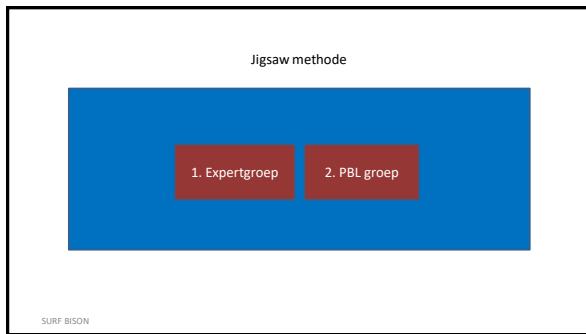 Jigsaw methode
1. Expertgroep
2. PBL groep
SURF BISON